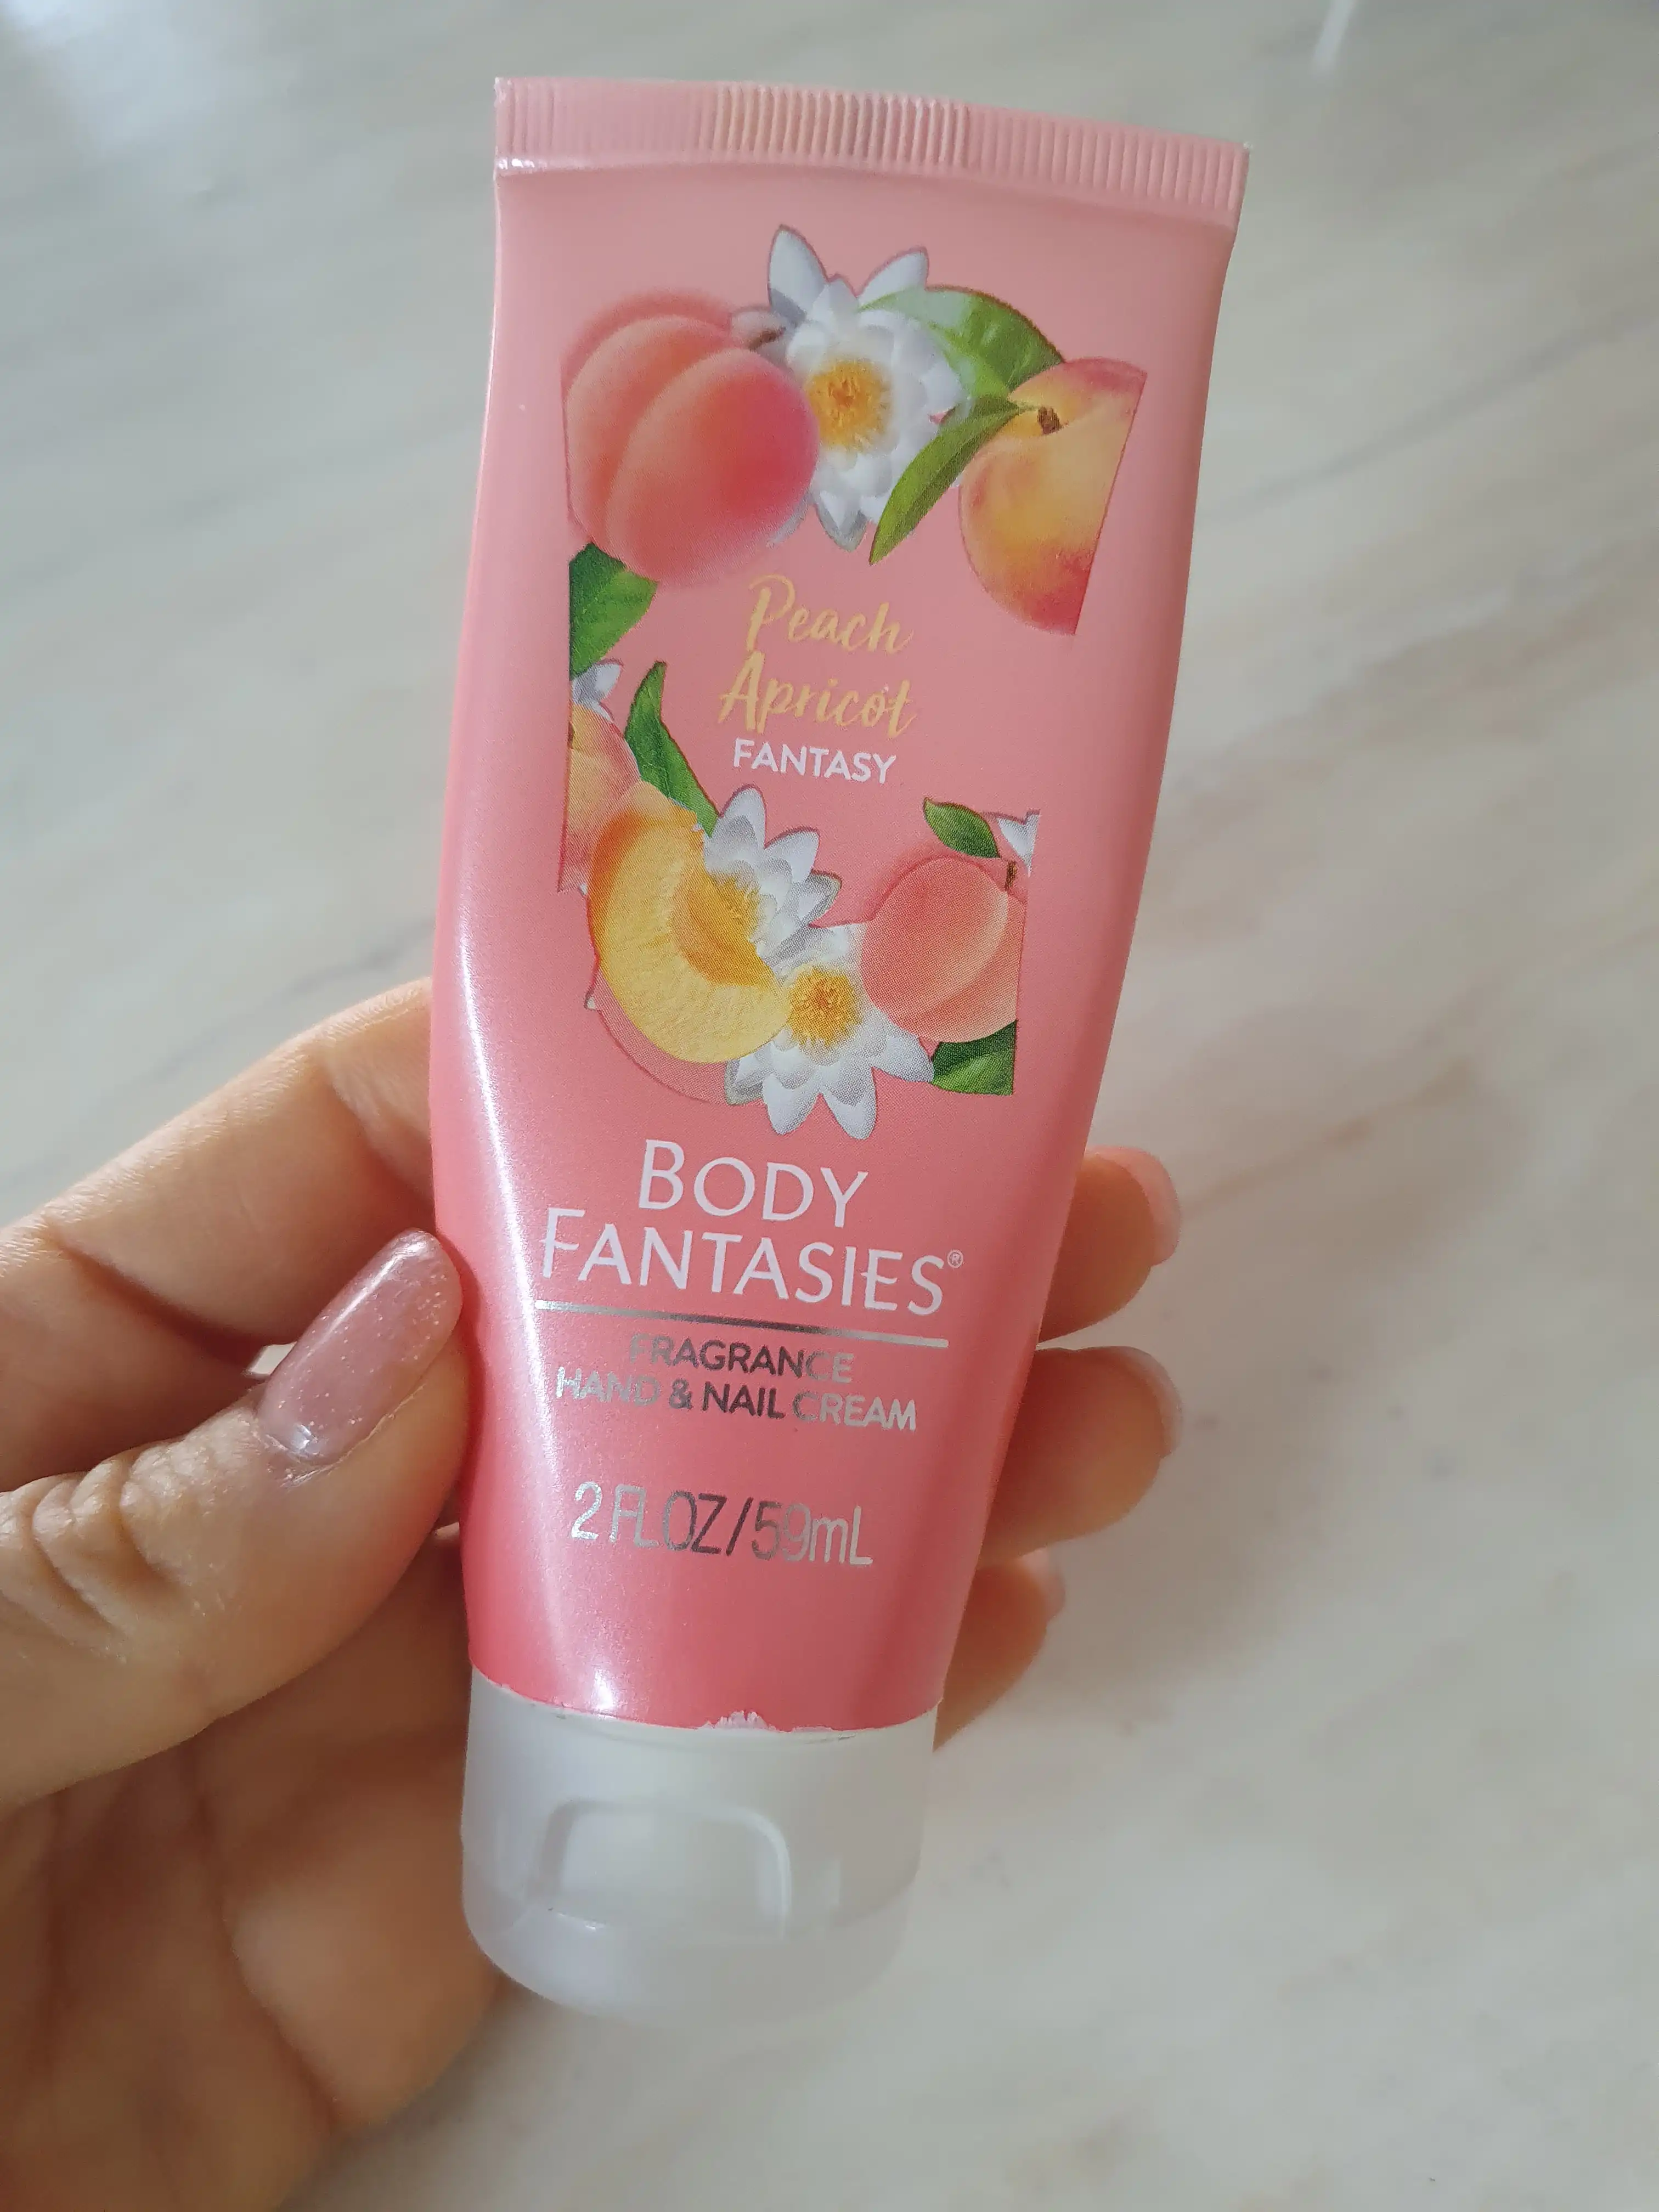 Peach
Apricot
FANTASY
BODY
FANTASIES®
FRAGRANCE
HAND & NAIL CREAM
2 FL OZ/59mL